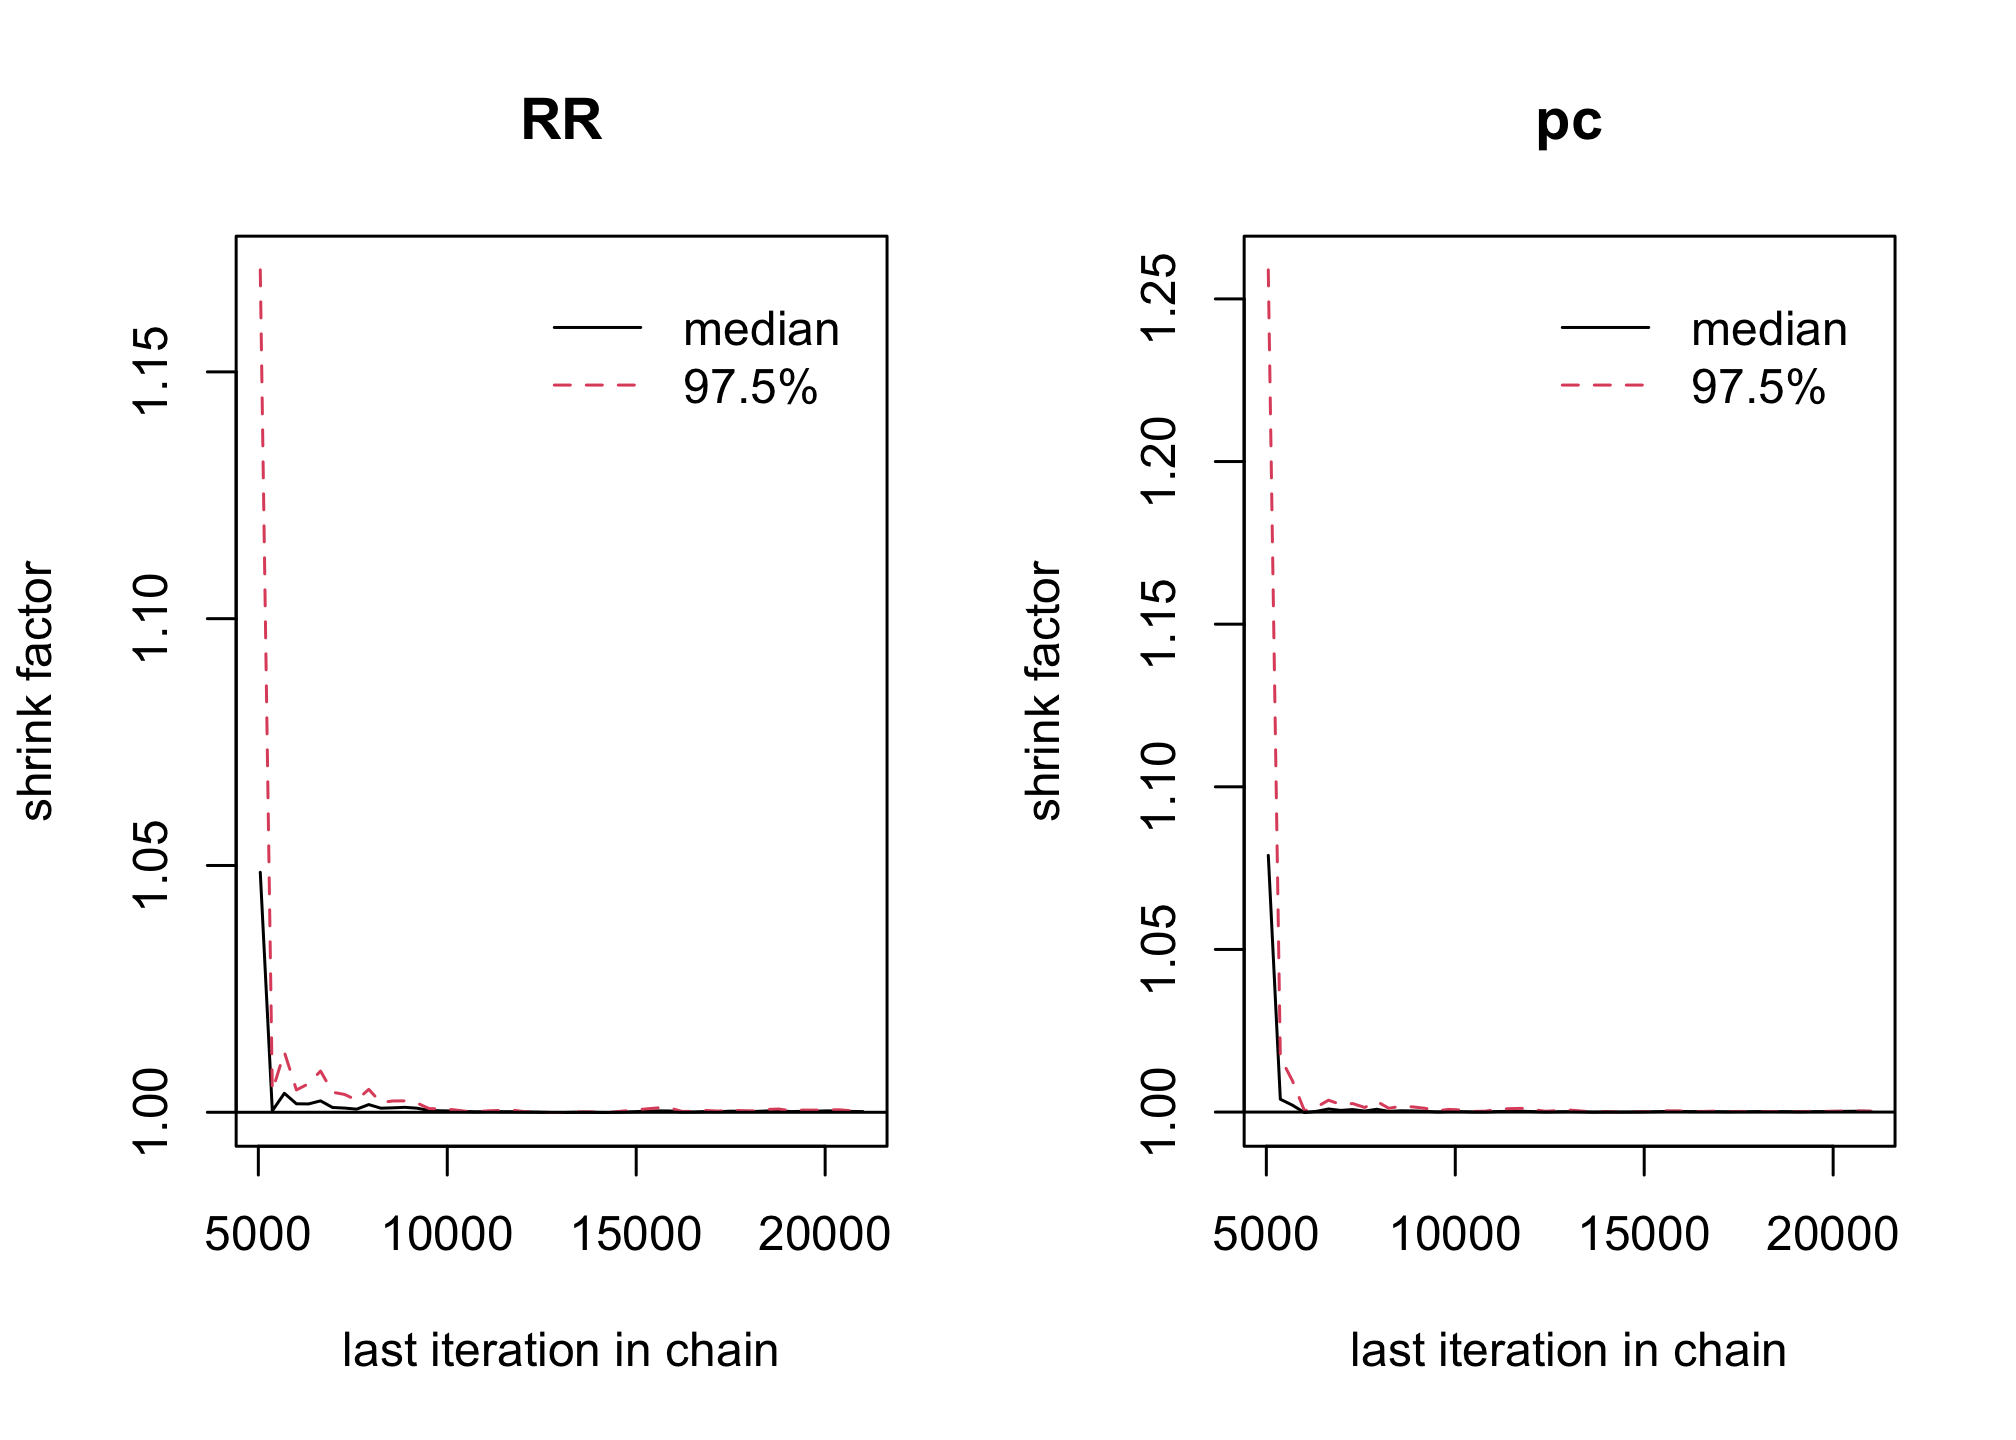 RR
median
97.5%
shrink factor
1.15
1.10
1.05
1.00
5000 10000 15000 20000
last iteration in chain
pc
median
97.5%
shrink factor
1.25
1.20
1.15
1.10
1.05
1.00
5000 10000 15000 20000
last iteration in chain